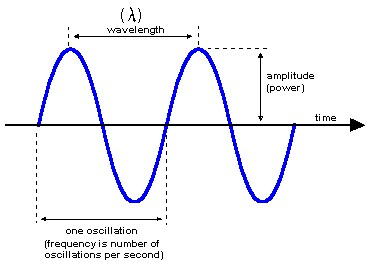 (λ)
wavelength
amplitude
(power)
time
one oscillation
(frequency is number of
oscillations per second)